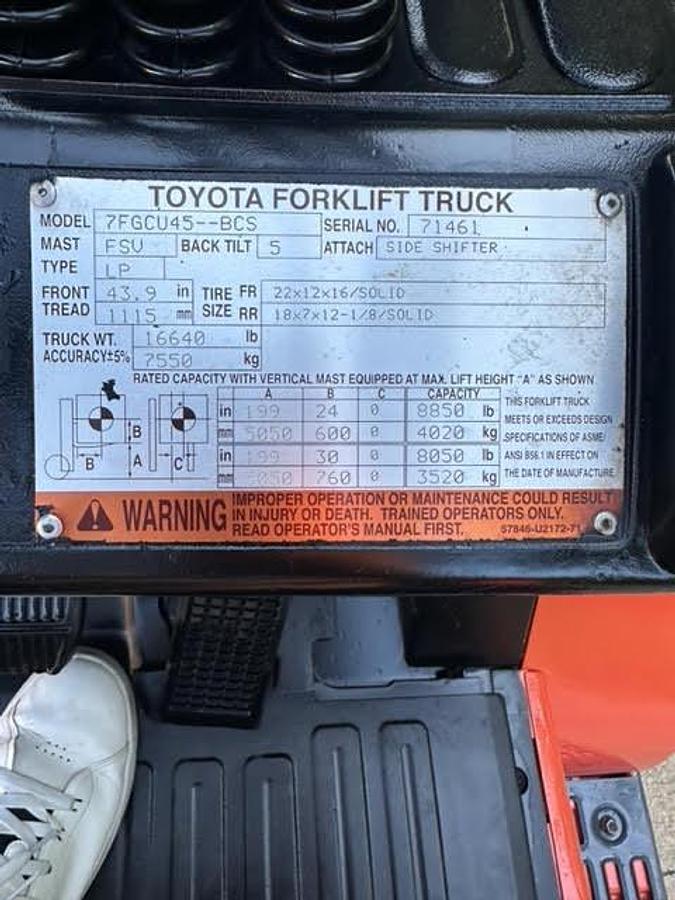 TOYOTA FORKLIFT TRUCK
MODEL 7FGCU45--BCS SERIAL NO. 71461
MAST FSV BACK TILT 5 ATTACH SIDE SHIFTER
TYPE LP
FRONT TREAD 43.9 in TIRE SIZE FR 22x12x16/SOLID
1115 mm RR 18x7x12-1/8/SOLID
TRUCK WT. 16640 lb
ACCURACY±5% 7550 kg
RATED CAPACITY WITH VERTICAL MAST EQUIPPED AT MAX. LIFT HEIGHT "A" AS SHOWN
A B C CAPACITY
in 199 24 0 8850 lb
mm 5050 600 0 4020 kg
in 199 30 0 8050 lb
mm 5050 760 0 3520 kg
B
B A C
THIS FORKLIFT TRUCK
MEETS OR EXCEEDS DESIGN
SPECIFICATIONS OF ASME/
ANSI B56.1 IN EFFECT ON
THE DATE OF MANUFACTURE
WARNING
IMPROPER OPERATION OR MAINTENANCE COULD RESULT
IN INJURY OR DEATH. TRAINED OPERATORS ONLY.
READ OPERATOR'S MANUAL FIRST. 57846-U2172-71